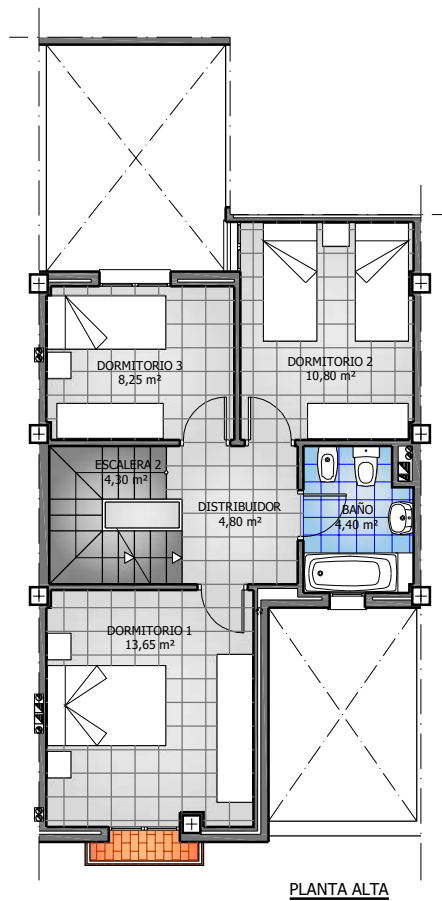 DORMITORIO 3
8,25 m²
DORMITORIO 2
10,80 m²
ESCALERA 2
4,30 m²
DISTRIBUIDOR
4,80 m²
BAÑO
4,40 m²
DORMITORIO 1
13,65 m²
PLANTA ALTA